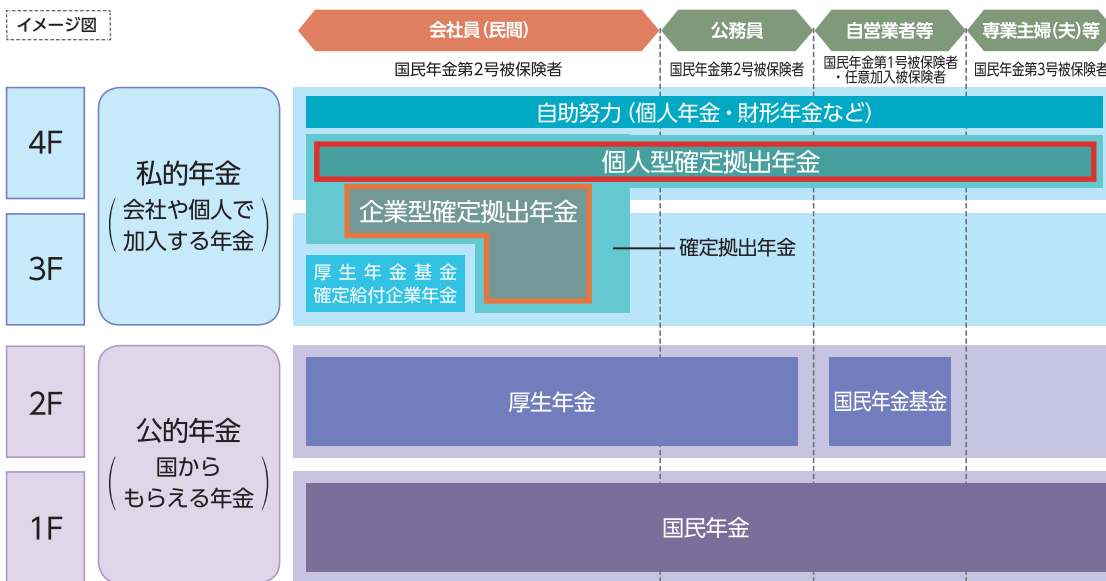 イメージ図
会社員(民間)
公務員
自営業者等
専業主婦(夫)等
国民年金第2号被保険者
国民年金第2号被保険者
国民年金第1号被保険者
・任意加入被保険者
国民年金第3号被保険者
4F
3F
私的年金
(会社や個人で
加入する年金)
自助努力(個人年金・財形年金など)
個人型確定拠出年金
企業型確定拠出年金
確定拠出年金
厚生年金基金
確定給付企業年金
2F
1F
公的年金
(国から
もらえる年金)
厚生年金
国民年金基金
国民年金